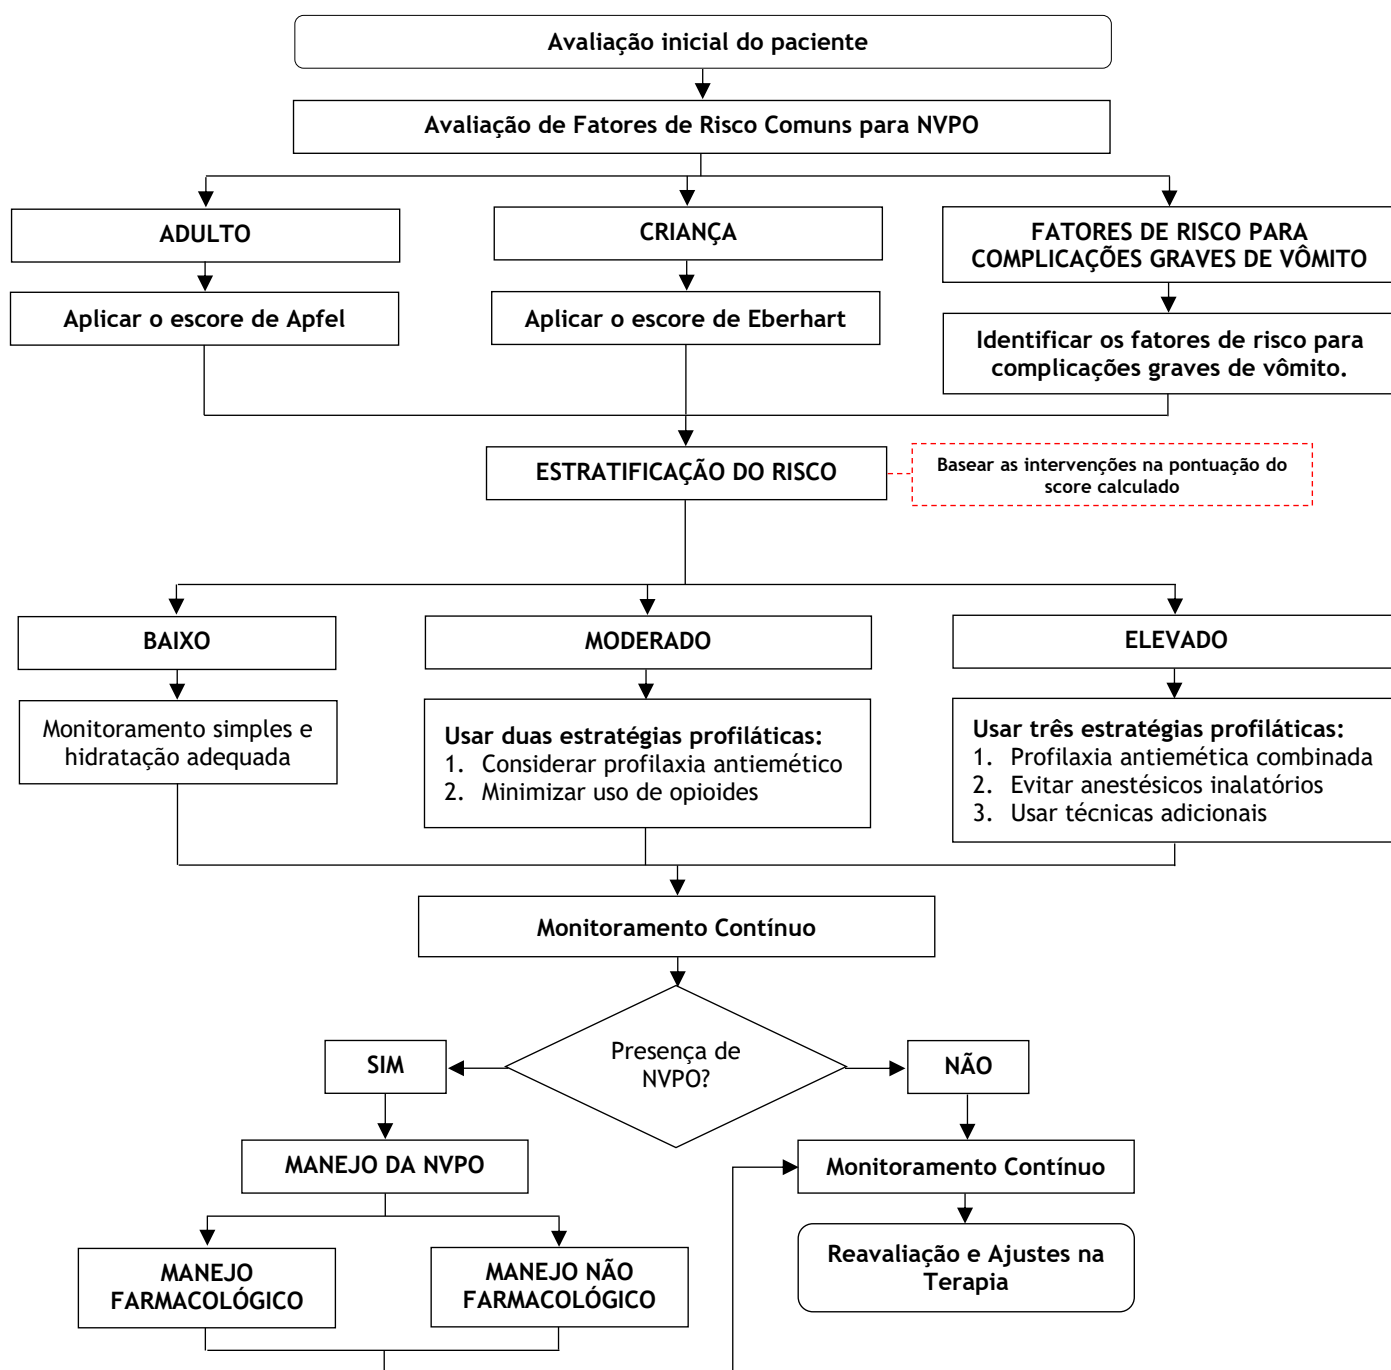 Avaliação inicial do paciente
Avaliação de Fatores de Risco Comuns para NVPO
ADULTO
CRIANÇA
FATORES DE RISCO PARA
COMPLICAÇÕES GRAVES DE VÔMITO
Aplicar o escore de Apfel
Aplicar o escore de Eberhart
Identificar os fatores de risco para
complicações graves de vômito.
ESTRATIFICAÇÃO DO RISCO
Basear as intervenções na pontuação do
score calculado
BAIXO
MODERADO
ELEVADO
Monitoramento simples e
hidratação adequada
Usar duas estratégias profiláticas:
1. Considerar profilaxia antiemético
2. Minimizar uso de opioides
Usar três estratégias profiláticas:
1. Profilaxia antiemética combinada
2. Evitar anestésicos inalatórios
3. Usar técnicas adicionais
Monitoramento Contínuo
Presença de
NVPO?
SIM
NÃO
MANEJO DA NVPO
Monitoramento Contínuo
MANEJO
FARMACOLÓGICO
MANEJO NÃO
FARMACOLÓGICO
Reavaliação e Ajustes na
Terapia